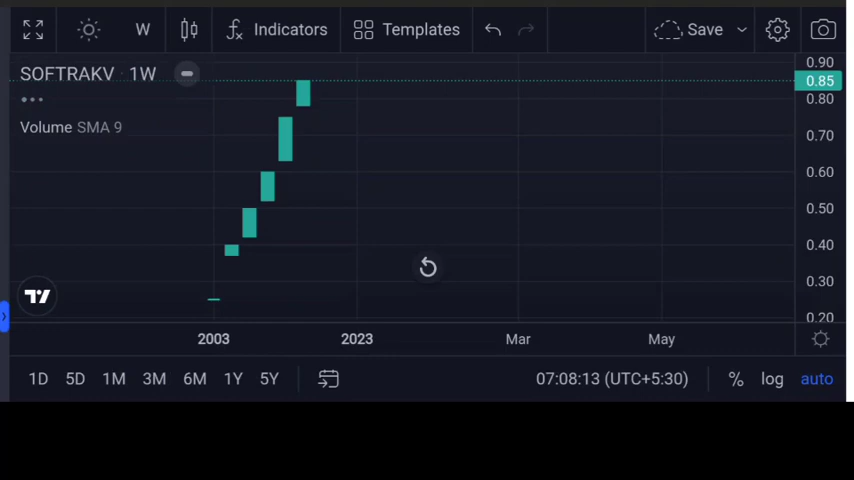 W Indicators Templates Save
SOFTRAKV · 1W
Volume SMA 9
0.90
0.85
0.80
0.70
0.60
0.50
0.40
0.30
0.20
2003 2023 Mar May
1D 5D 1M 3M 6M 1Y 5Y 07:08:13 (UTC+5:30) % log auto